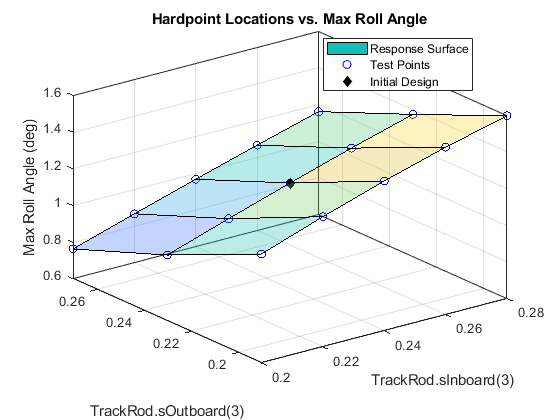 Hardpoint Locations vs. Max Roll Angle
Response Surface
Test Points
Initial Design
Max Roll Angle (deg)
1.6
1.4
1.2
1
0.8
0.6
0.26
0.24
0.22
0.2
0.2
0.22
0.24
0.26
0.28
TrackRod.sOutboard(3)
TrackRod.sInboard(3)